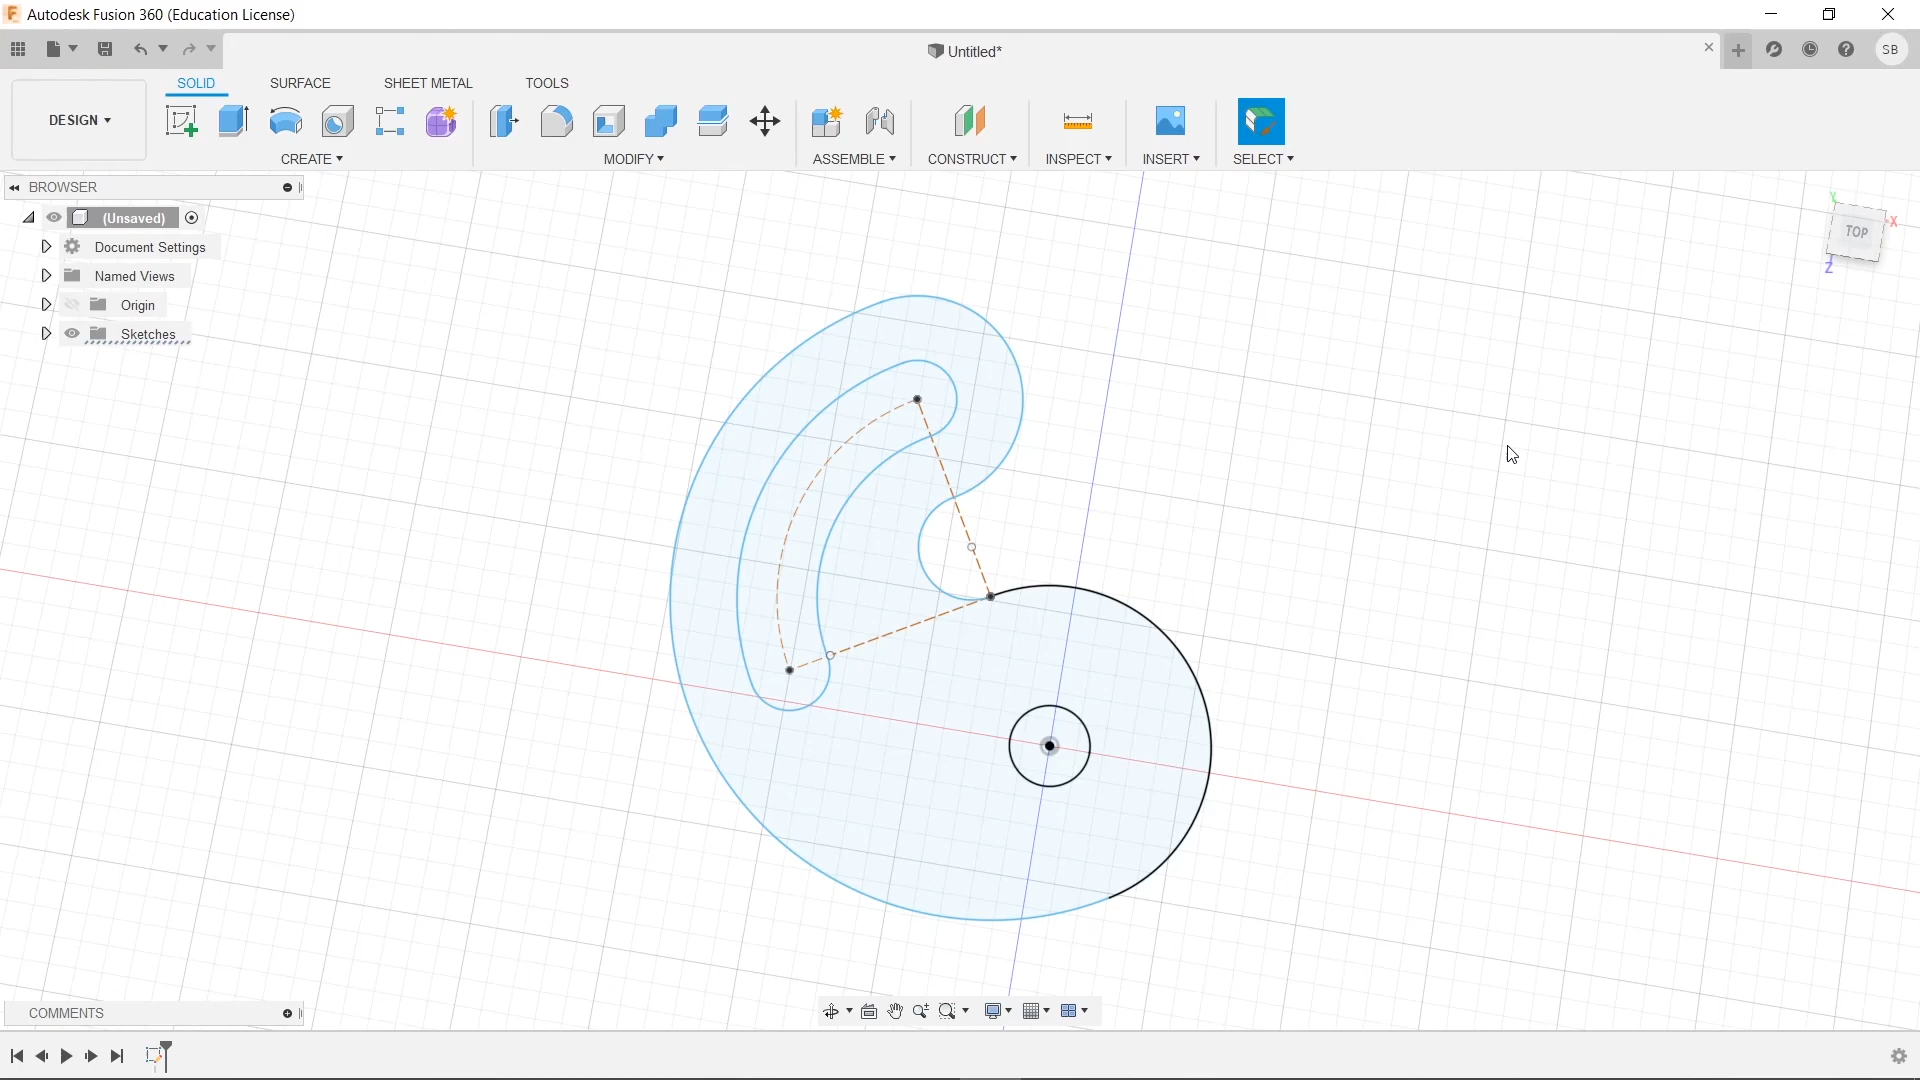 Autodesk Fusion 360 (Education License)
Untitled*
SB
SOLID SURFACE SHEET METAL TOOLS
DESIGN
CREATE MODIFY ASSEMBLE CONSTRUCT INSPECT INSERT SELECT
BROWSER
(Unsaved)
Document Settings
Named Views
Origin
Sketches
Y
X
TOP
Z
COMMENTS